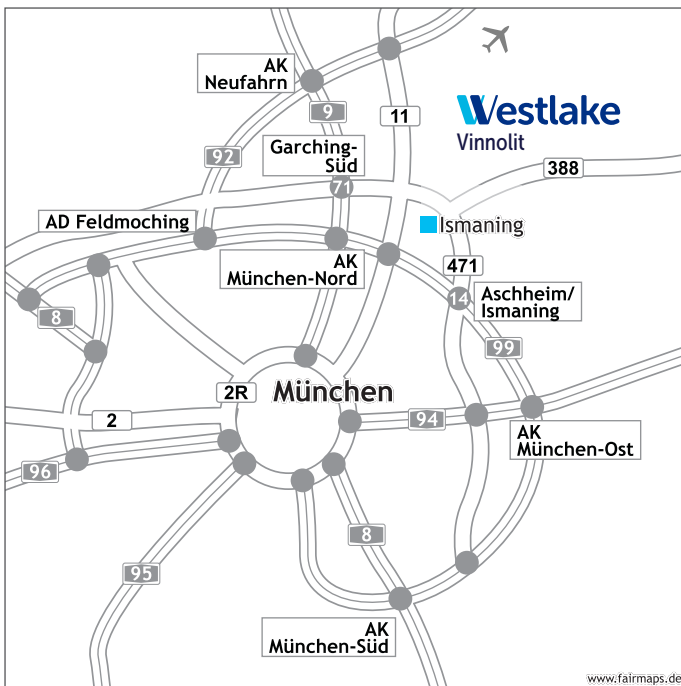 AK
Neufahrn
9
11
Westlake
Vinnolit
92
Garching-
Süd
71
388
AD Feldmoching
Ismaning
AK
München-Nord
471
14
Aschheim/
Ismaning
8
99
2R
München
2
94
AK
München-Ost
96
8
95
AK
München-Süd
www.fairmaps.de